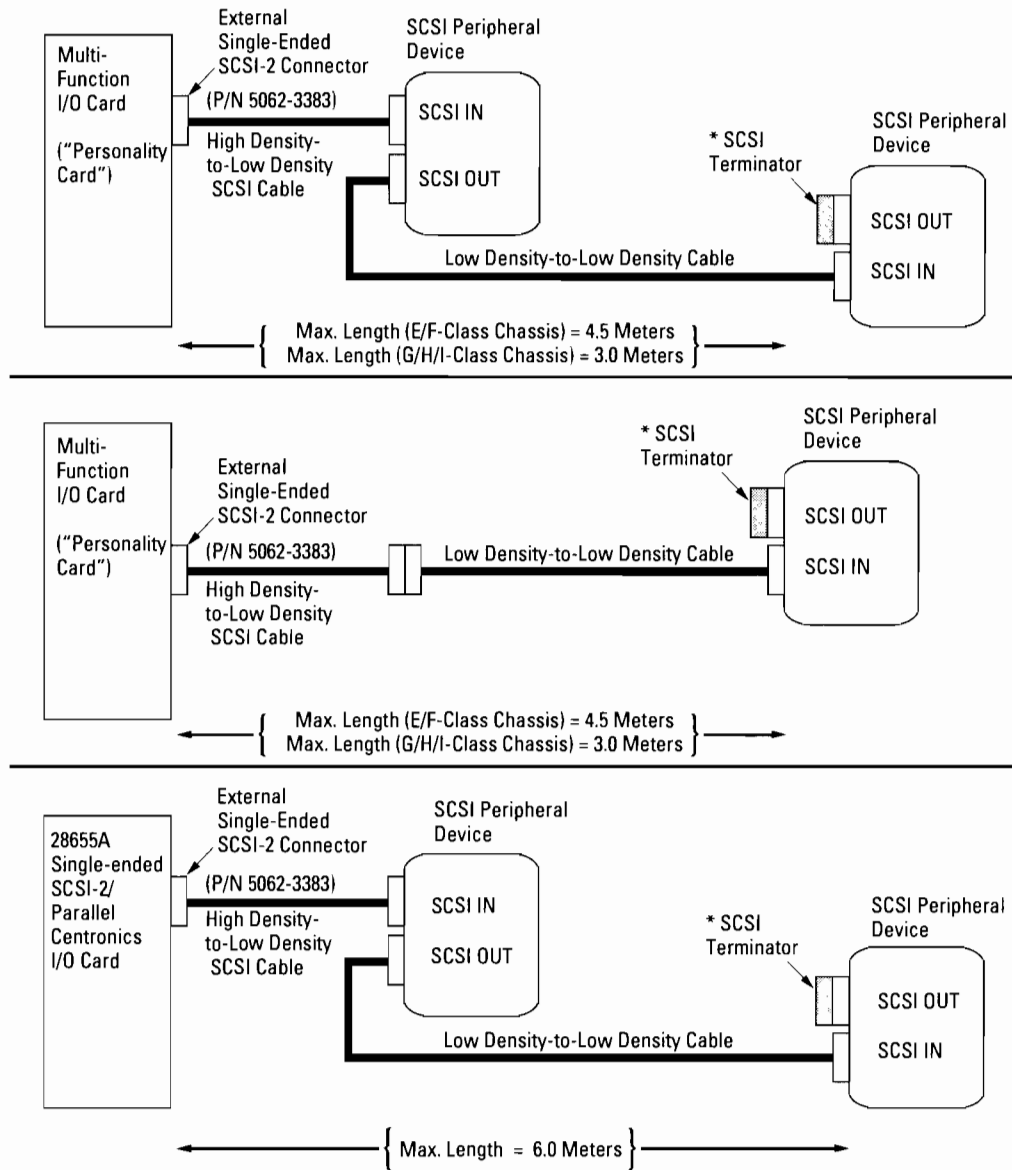 External
Single-Ended
SCSI-2 Connector
SCSI Peripheral
Device
Multi-
Function
I/O Card
("Personality
Card")
(P/N 5062-3383)
High Density-
to-Low Density
SCSI Cable
SCSI IN
SCSI OUT
* SCSI
Terminator
SCSI Peripheral
Device
SCSI OUT
SCSI IN
Low Density-to-Low Density Cable
Max. Length (E/F-Class Chassis) = 4.5 Meters
Max. Length (G/H/I-Class Chassis) = 3.0 Meters
Multi-
Function
I/O Card
("Personality
Card")
External
Single-Ended
SCSI-2 Connector
(P/N 5062-3383)
High Density-
to-Low Density
SCSI Cable
Low Density-to-Low Density Cable
* SCSI
Terminator
SCSI Peripheral
Device
SCSI OUT
SCSI IN
Max. Length (E/F-Class Chassis) = 4.5 Meters
Max. Length (G/H/I-Class Chassis) = 3.0 Meters
28655A
Single-ended
SCSI-2/
Parallel
Centronics
I/O Card
External
Single-Ended
SCSI-2 Connector
(P/N 5062-3383)
High Density-
to-Low Density
SCSI Cable
SCSI Peripheral
Device
SCSI IN
SCSI OUT
* SCSI
Terminator
SCSI Peripheral
Device
SCSI OUT
SCSI IN
Low Density-to-Low Density Cable
Max. Length = 6.0 Meters